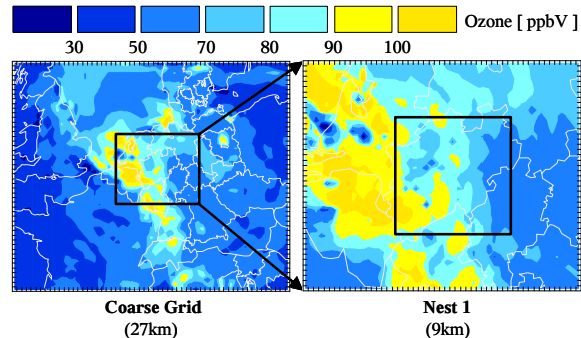 Ozone [ ppbV ]
30 50 70 80 90 100
Coarse Grid Nest 1
(27km) (9km)